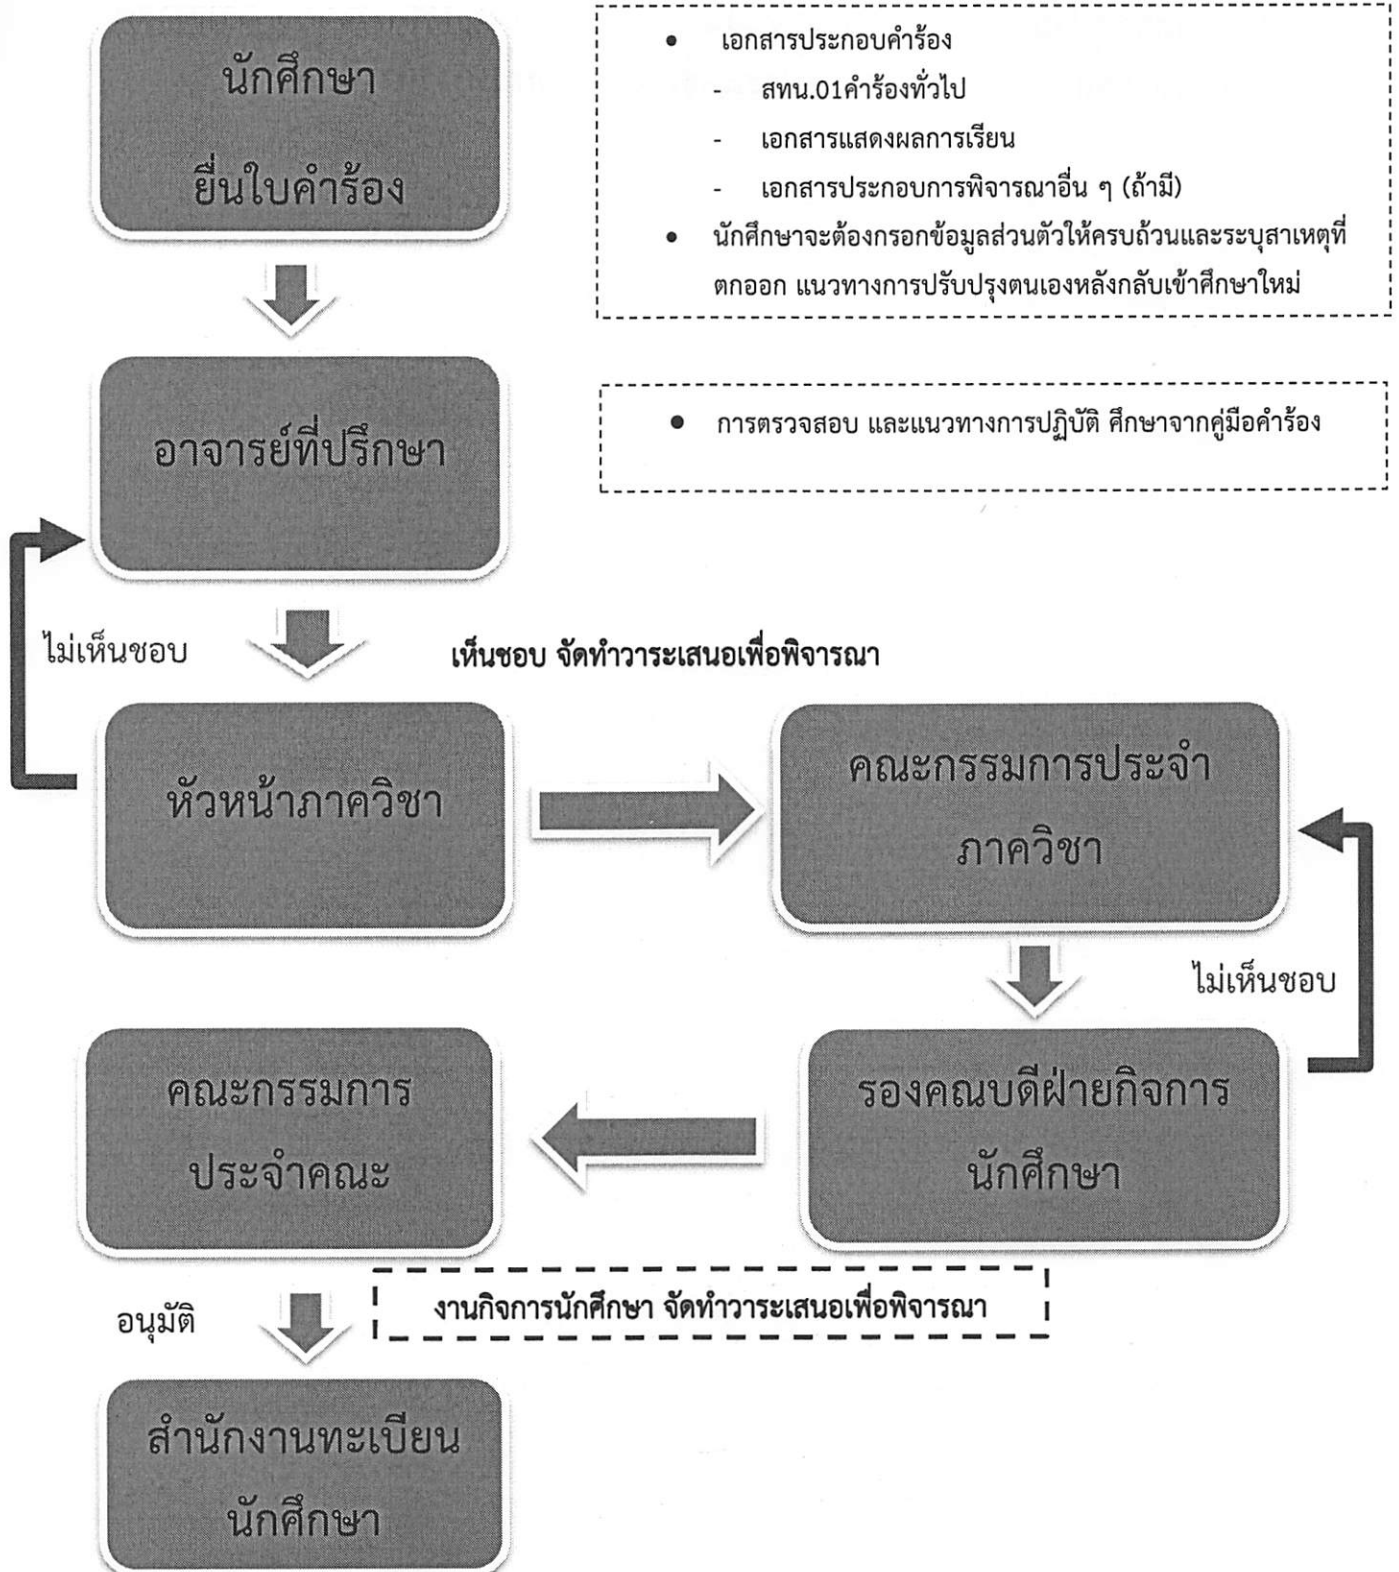 นักศึกษา
ยื่นใบคำร้อง
• เอกสารประกอบคำร้อง
- สทน.01คำร้องทั่วไป
- เอกสารแสดงผลการเรียน
- เอกสารประกอบการพิจารณาอื่น ๆ (ถ้ามี)
• นักศึกษาจะต้องกรอกข้อมูลส่วนตัวให้ครบถ้วนและระบุสาเหตุที่
ตกออก แนวทางการปรับปรุงตนเองหลังกลับเข้าศึกษาใหม่
อาจารย์ที่ปรึกษา
• การตรวจสอบ และแนวทางการปฏิบัติ ศึกษาจากคู่มือคำร้อง
ไม่เห็นชอบ
เห็นชอบ จัดทำวาระเสนอเพื่อพิจารณา
หัวหน้าภาควิชา
คณะกรรมการประจำ
ภาควิชา
ไม่เห็นชอบ
รองคณบดีฝ่ายกิจการ
นักศึกษา
คณะกรรมการ
ประจำคณะ
อนุมัติ
งานกิจการนักศึกษา จัดทำวาระเสนอเพื่อพิจารณา
สำนักงานทะเบียน
นักศึกษา